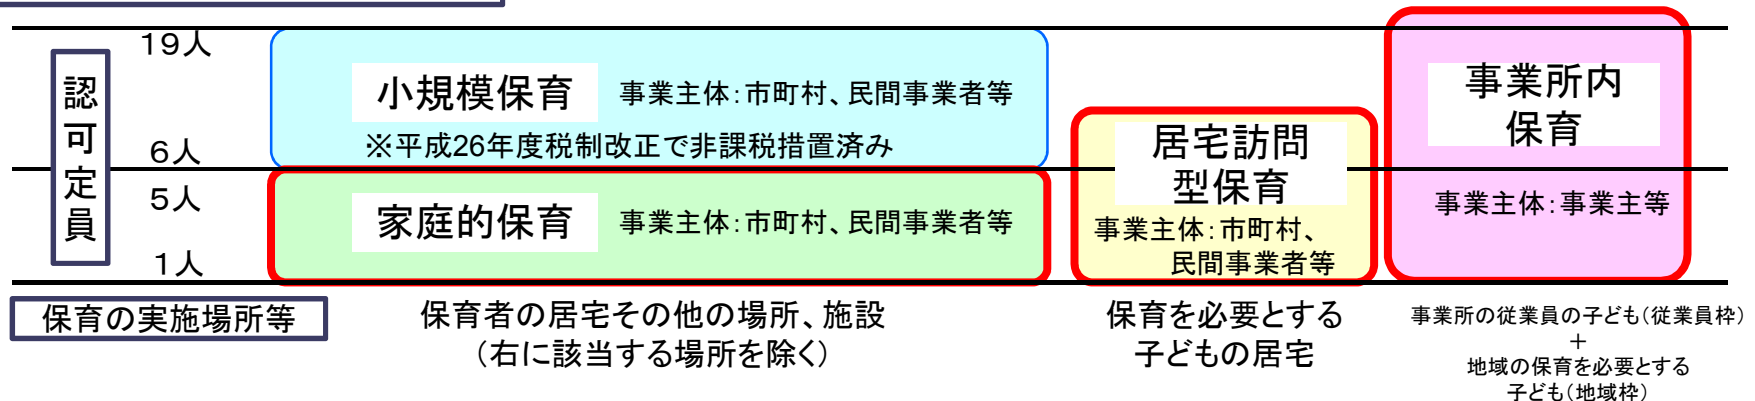 認可定員
19人
6人
5人
1人
小規模保育
事業主体：市町村、民間事業者等
※平成26年度税制改正で非課税措置済み
家庭的保育
事業主体：市町村、民間事業者等
居宅訪問
型保育
事業主体：市町村、
民間事業者等
事業所内
保育
事業主体：事業主等
保育の実施場所等
保育者の居宅その他の場所、施設
（右に該当する場所を除く）
保育を必要とする
子どもの居宅
事業所の従業員の子ども（従業員枠）
＋
地域の保育を必要とする
子ども（地域枠）